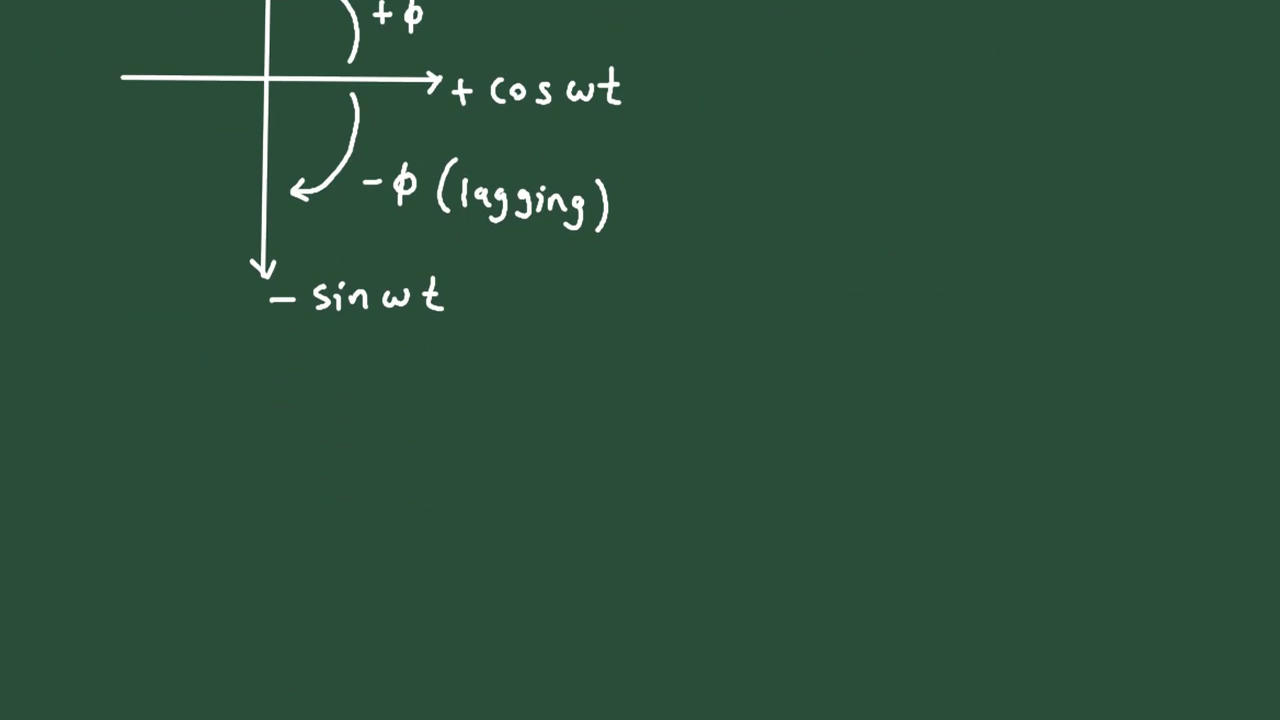 + φ
+ cos ωt
- φ (lagging)
- sin ωt